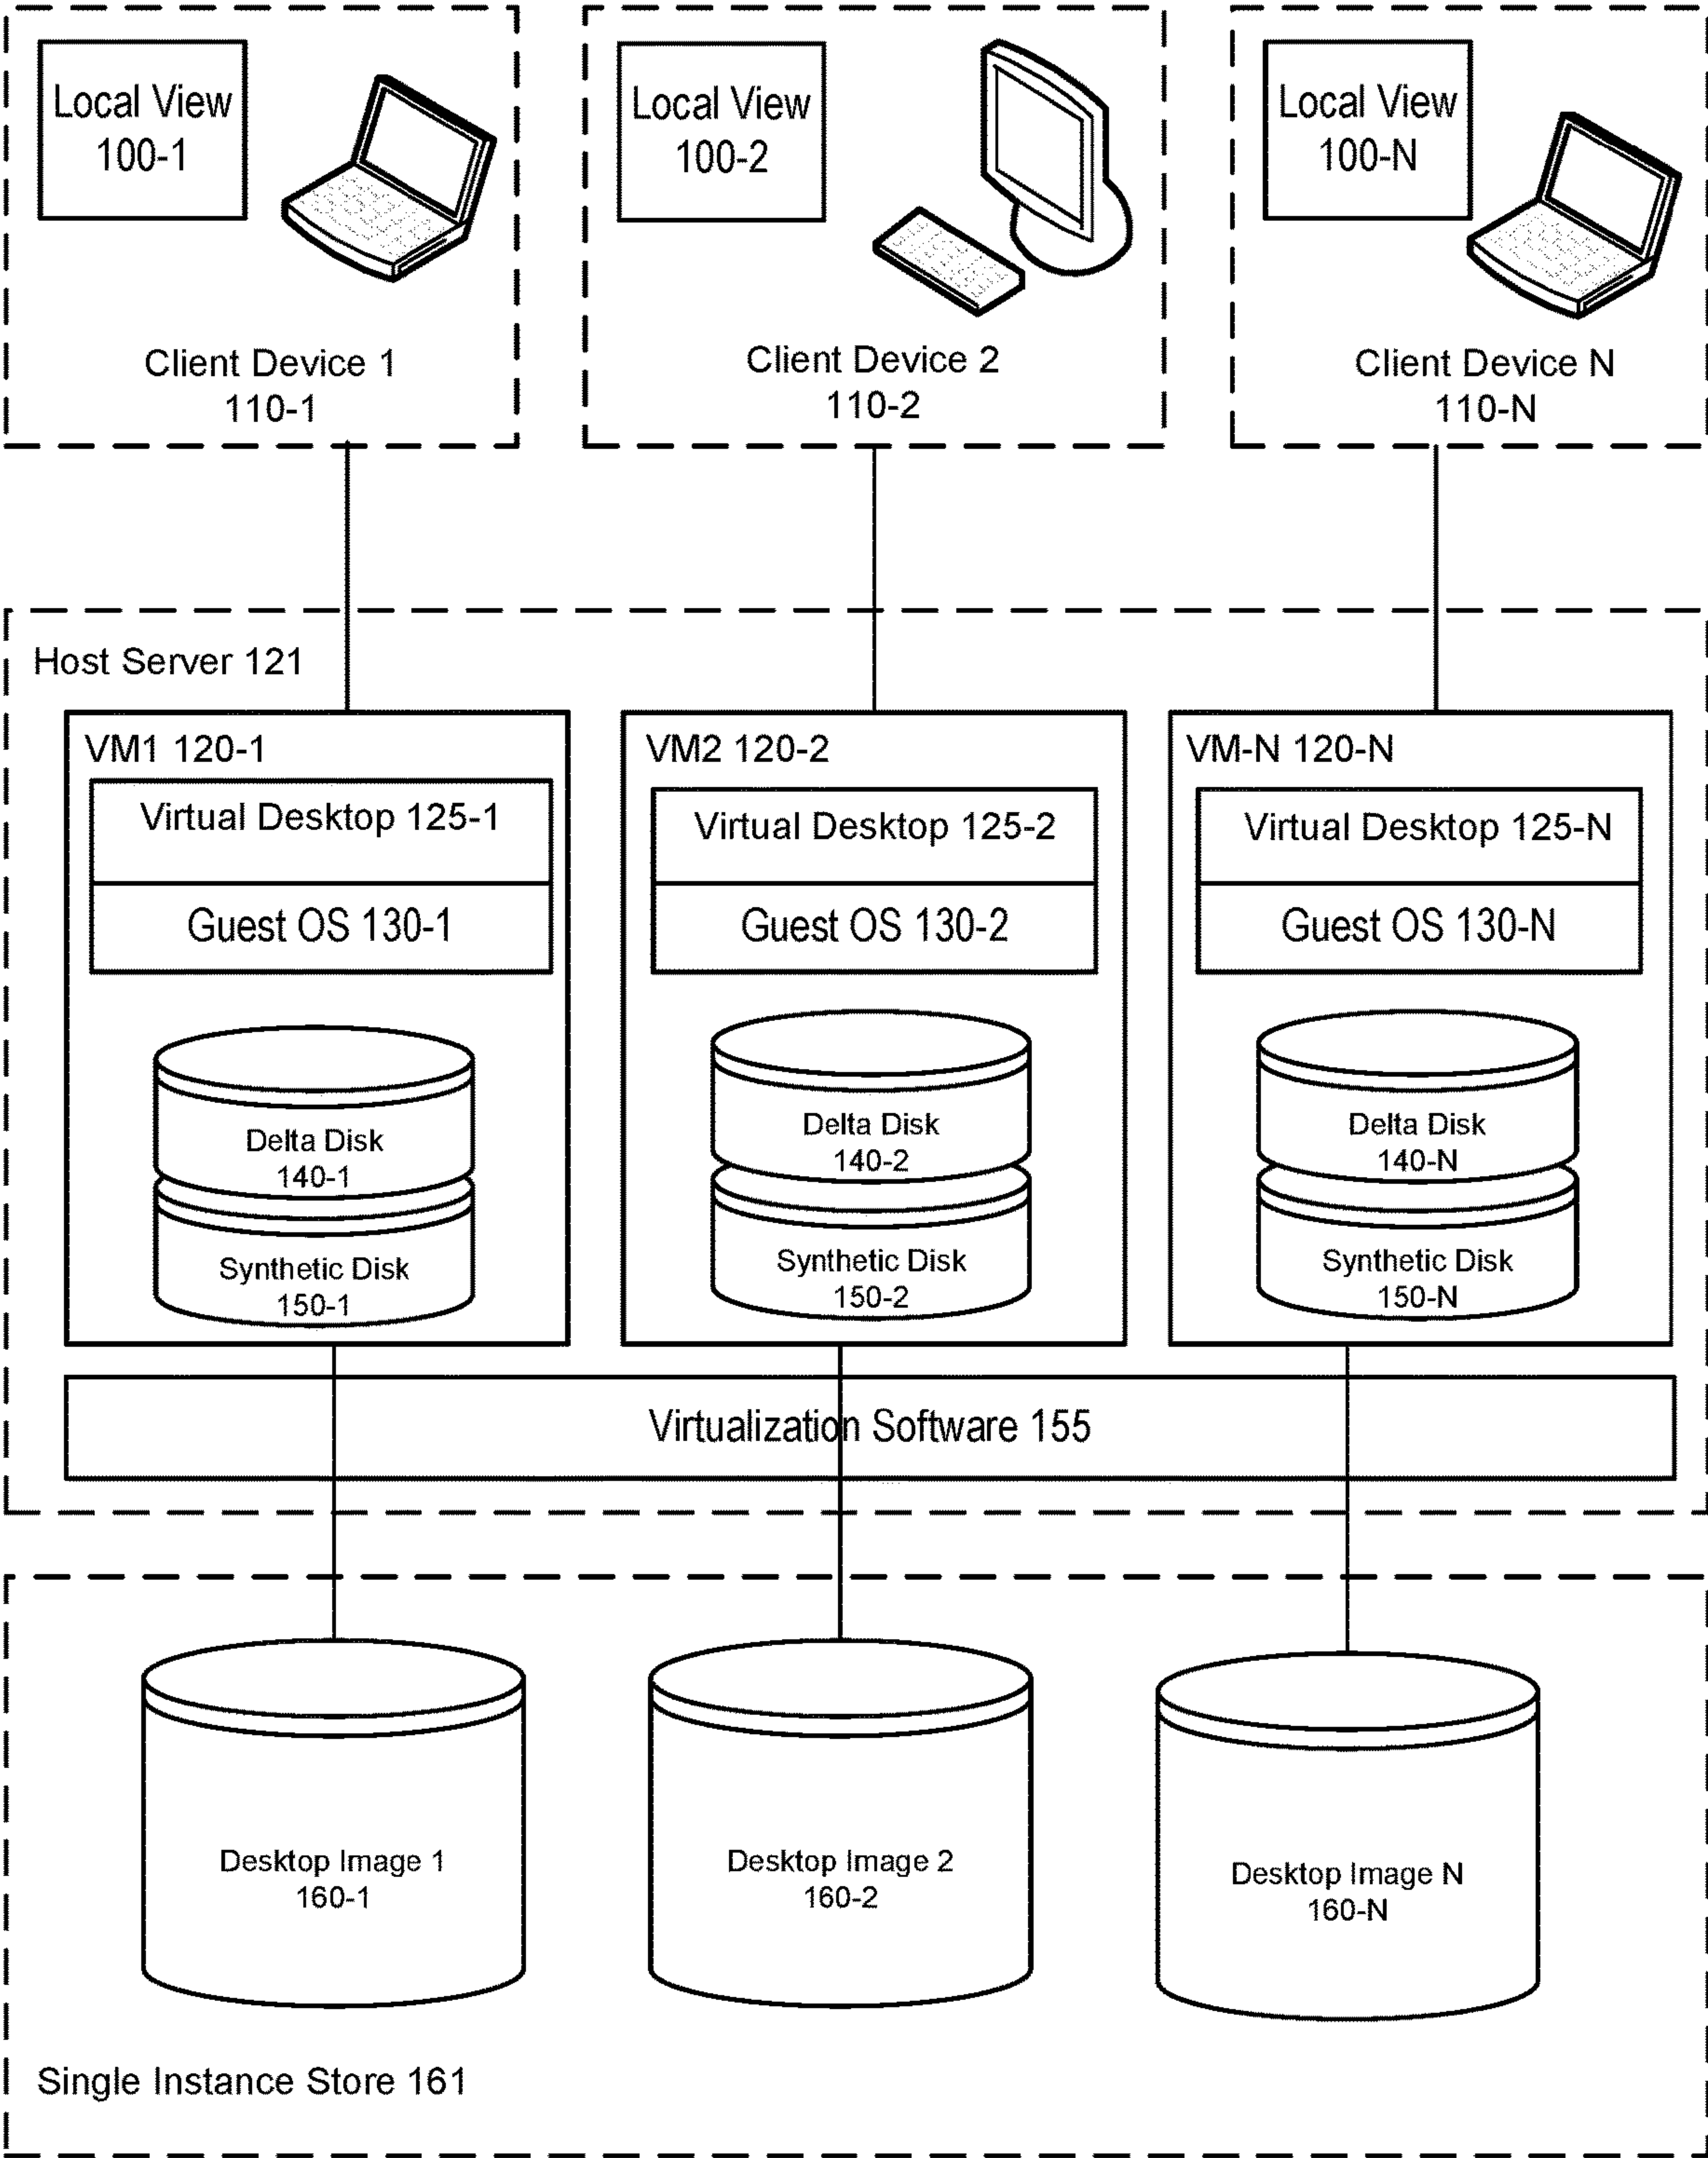 Local View
100-1
Client Device 1
110-1
Local View
100-2
Client Device 2
110-2
Local View
100-N
Client Device N
110-N
Host Server 121
VM1 120-1
Virtual Desktop 125-1
Guest OS 130-1
Delta Disk
140-1
Synthetic Disk
150-1
VM2 120-2
Virtual Desktop 125-2
Guest OS 130-2
Delta Disk
140-2
Synthetic Disk
150-2
VM-N 120-N
Virtual Desktop 125-N
Guest OS 130-N
Delta Disk
140-N
Synthetic Disk
150-N
Virtualization Software 155
Desktop Image 1
160-1
Desktop Image 2
160-2
Desktop Image N
160-N
Single Instance Store 161